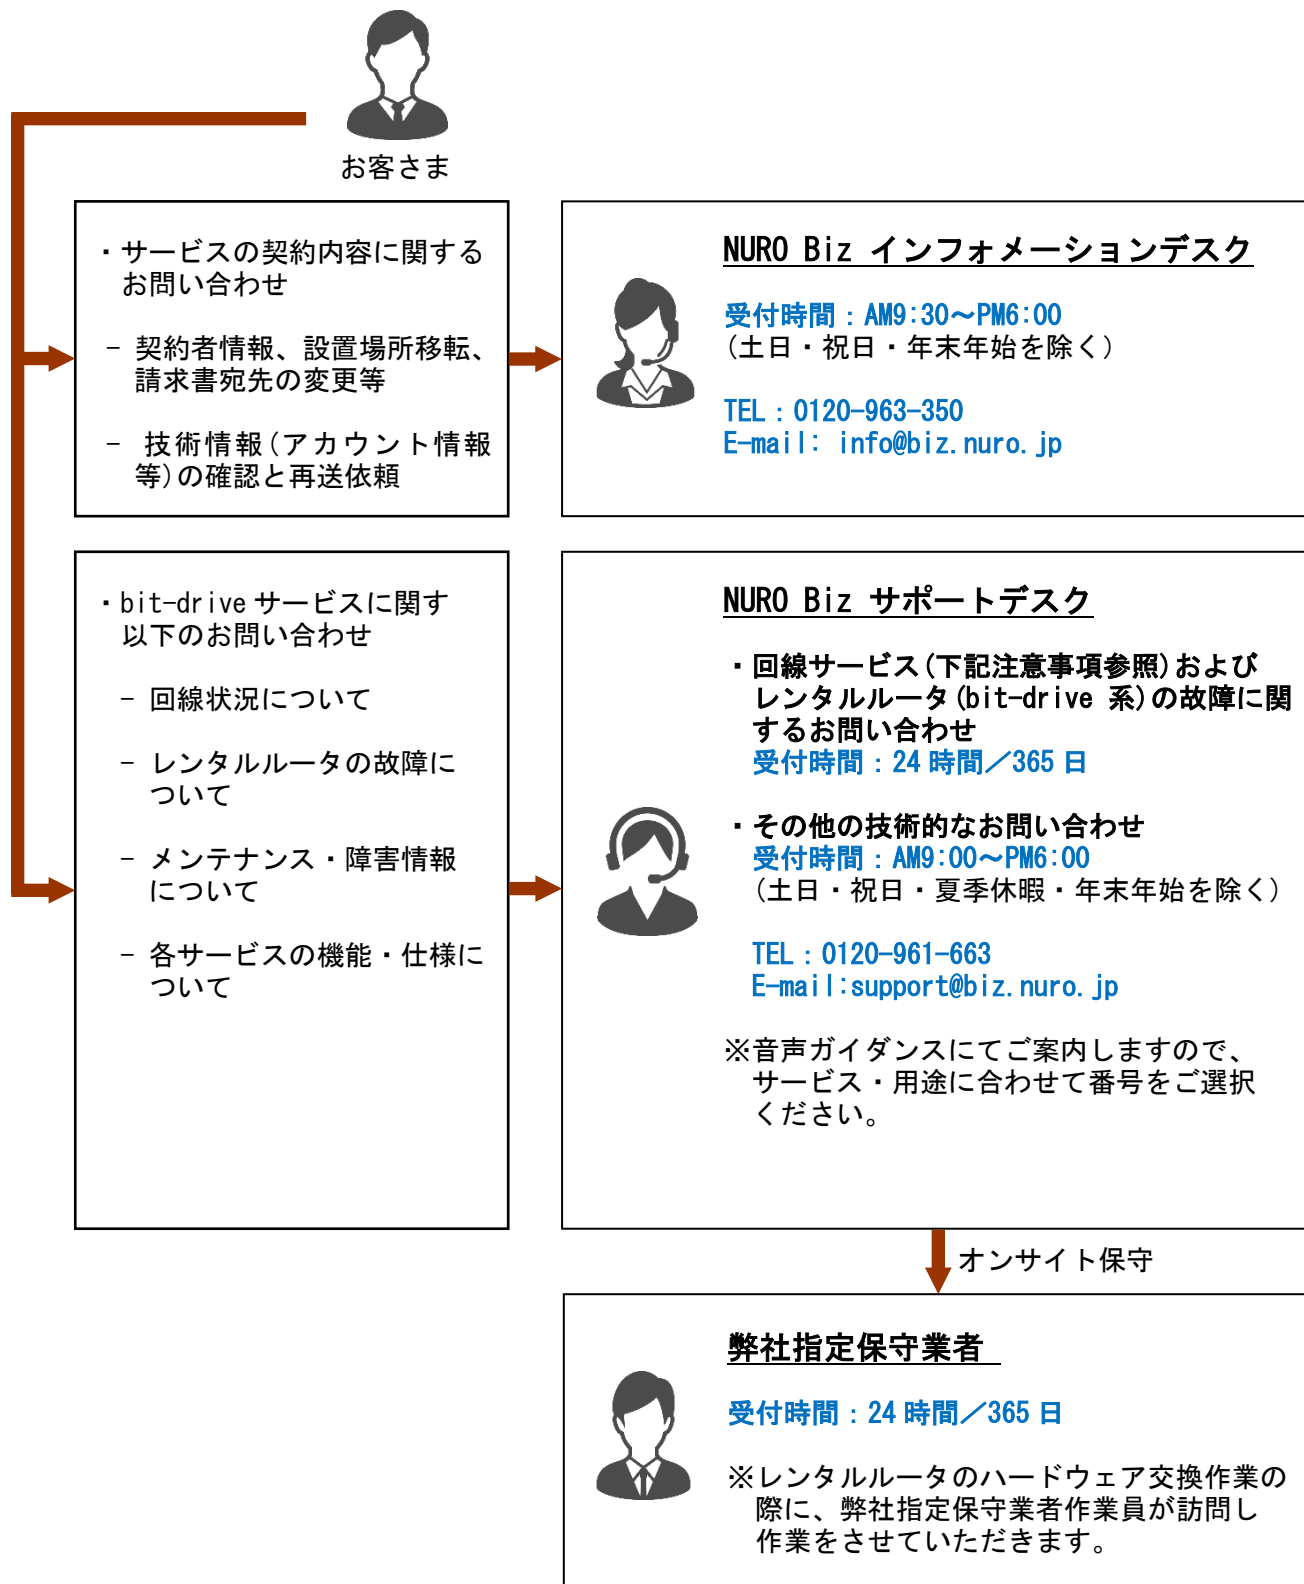 お客さま
・サービスの契約内容に関する
お問い合わせ
− 契約者情報、設置場所移転、
請求書宛先の変更等
− 技術情報(アカウント情報
等)の確認と再送依頼
NURO Biz インフォメーションデスク
受付時間：AM9:30～PM6:00
(土日・祝日・年末年始を除く)
TEL：0120-963-350
E-mail: info@biz.nuro.jp
・bit-drive サービスに関す
以下のお問い合わせ
− 回線状況について
− レンタルルータの故障に
ついて
− メンテナンス・障害情報
について
− 各サービスの機能・仕様に
ついて
NURO Biz サポートデスク
・回線サービス(下記注意事項参照)および
レンタルルータ(bit-drive 系)の故障に関
するお問い合わせ
受付時間：24 時間／365 日
・その他の技術的なお問い合わせ
受付時間：AM9:00～PM6:00
(土日・祝日・夏季休暇・年末年始を除く)
TEL：0120-961-663
E-mail:support@biz.nuro.jp
※音声ガイダンスにてご案内しますので、
サービス・用途に合わせて番号をご選択
ください。
オンサイト保守
弊社指定保守業者
受付時間：24 時間／365 日
※レンタルルータのハードウェア交換作業の
際に、弊社指定保守業者作業員が訪問し
作業をさせていただきます。